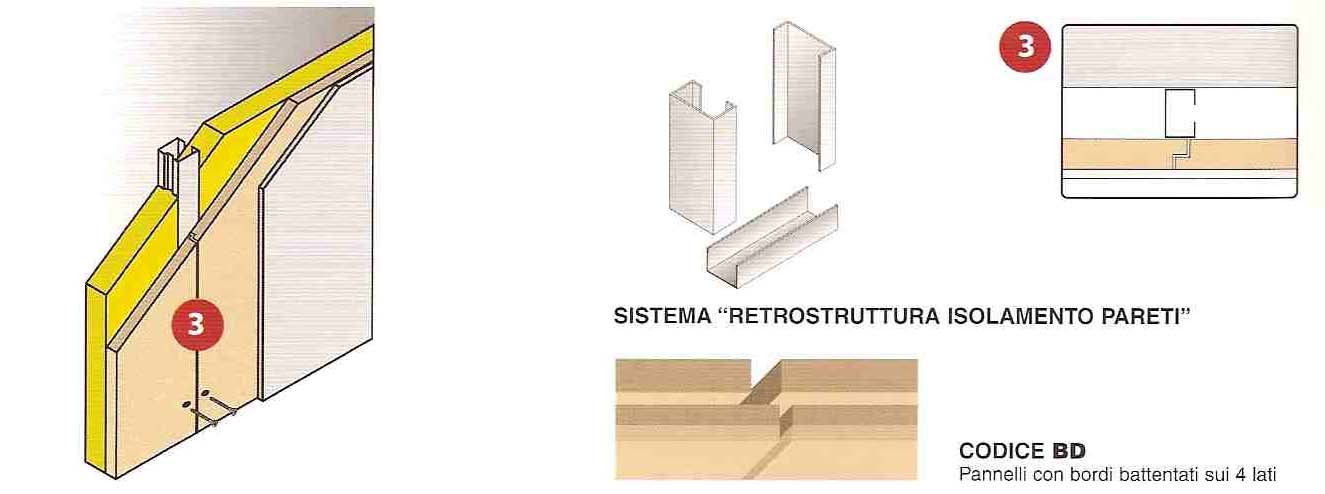 3
3
SISTEMA “RETROSTRUTTURA ISOLAMENTO PARETI”
CODICE BD
Pannelli con bordi battentati sui 4 lati